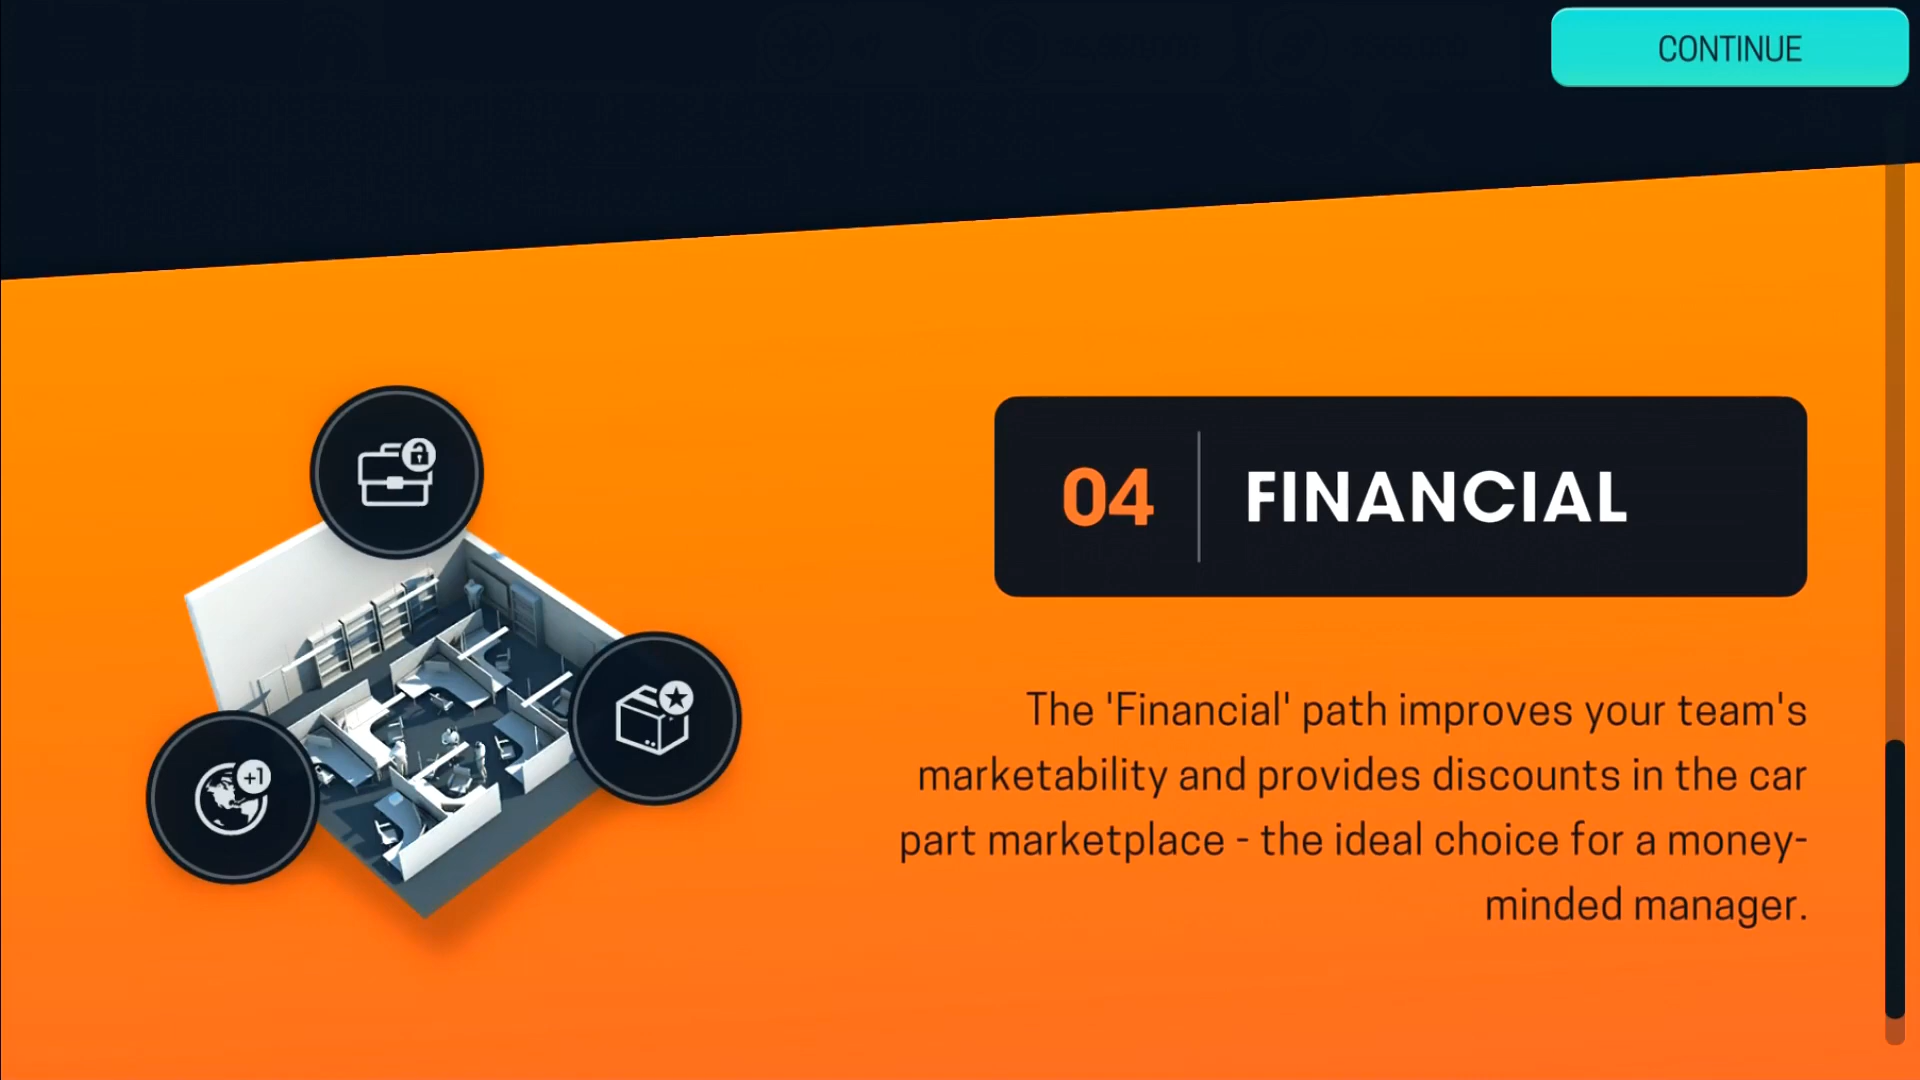 CONTINUE
04 FINANCIAL
+1
The 'Financial' path improves your team's
marketability and provides discounts in the car
part marketplace - the ideal choice for a money-
minded manager.